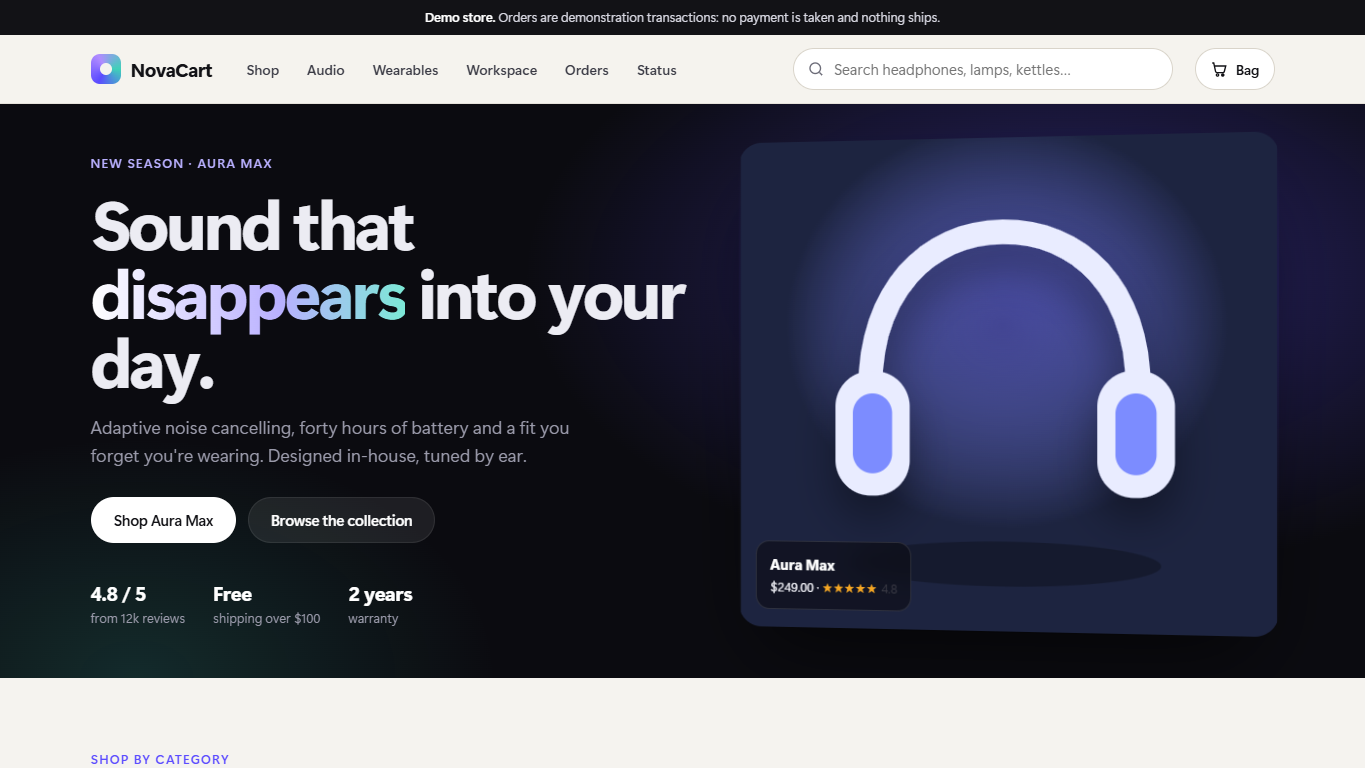 Demo store. Orders are demonstration transactions: no payment is taken and nothing ships.
NovaCart
Shop
Audio
Wearables
Workspace
Orders
Status
Search headphones, lamps, kettles...
Bag
NEW SEASON · AURA MAX
Sound that
disappears into your
day.
Adaptive noise cancelling, forty hours of battery and a fit you
forget you're wearing. Designed in-house, tuned by ear.
Shop Aura Max
Browse the collection
4.8 / 5
from 12k reviews
Free
shipping over $100
2 years
warranty
Aura Max
$249.00 · ★★★★★ 4.8
SHOP BY CATEGORY